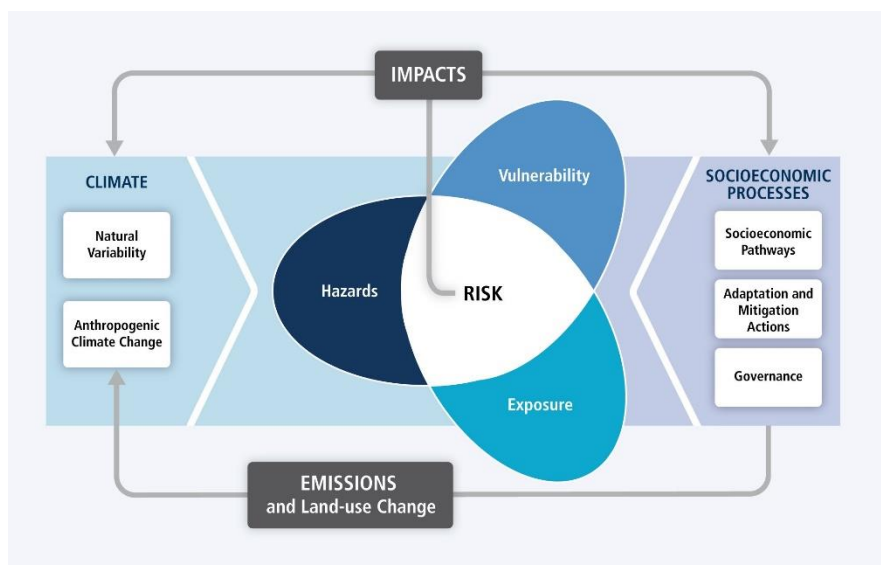 IMPACTS
CLIMATE
Natural
Variability
Anthropogenic
Climate Change
Vulnerability
Hazards
RISK
Exposure
SOCIOECONOMIC
PROCESSES
Socioeconomic
Pathways
Adaptation and
Mitigation
Actions
Governance
EMISSIONS
and Land-use Change